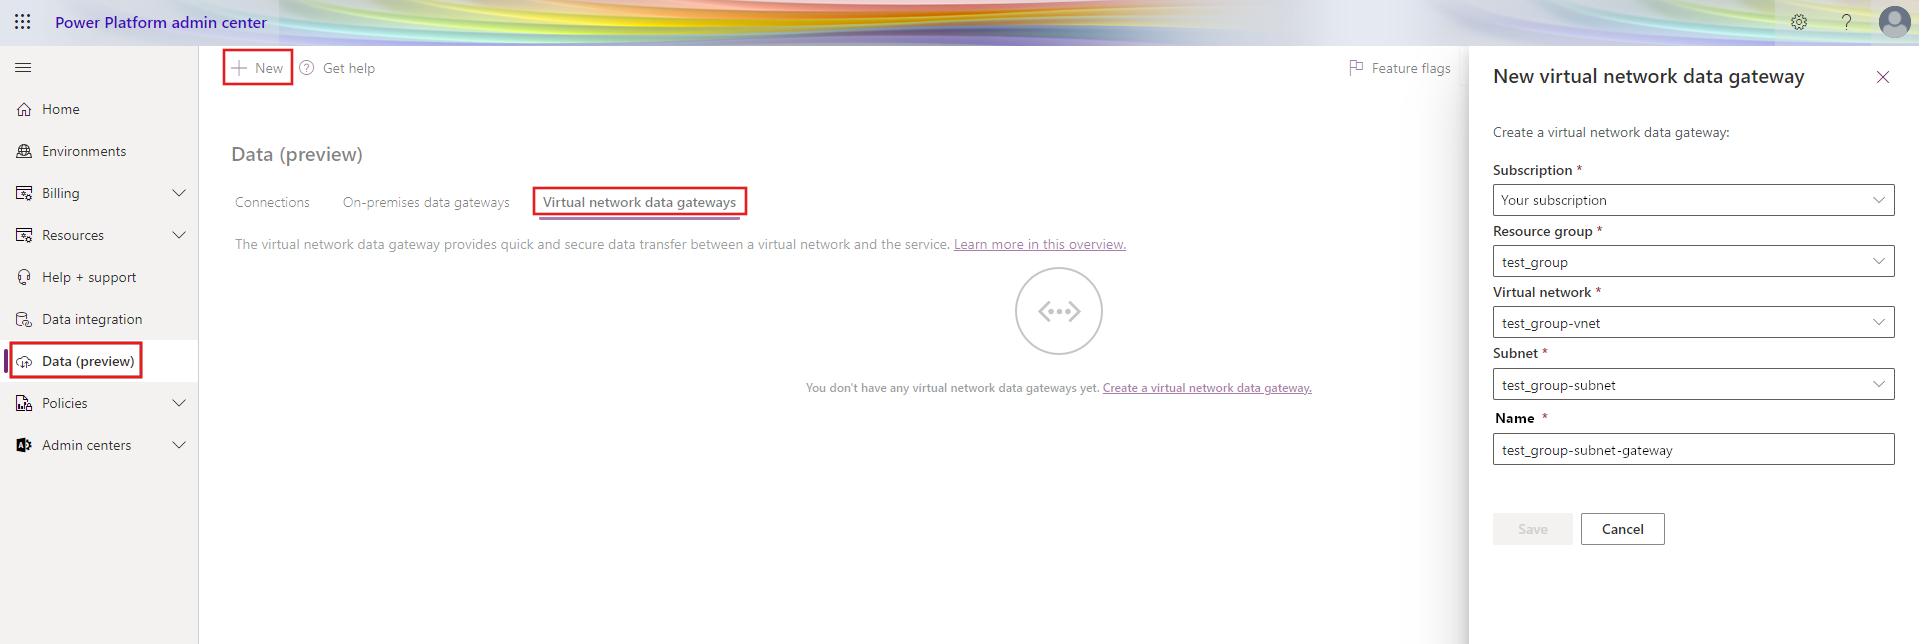 Power Platform admin center
New
Get help
Feature flags
Home
Environments
Billing
Resources
Help + support
Data integration
Data (preview)
Policies
Admin centers
Data (preview)
Connections
On-premises data gateways
Virtual network data gateways
The virtual network data gateway provides quick and secure data transfer between a virtual network and the service. Learn more in this overview.
You don't have any virtual network data gateways yet. Create a virtual network data gateway.
New virtual network data gateway
Create a virtual network data gateway:
Subscription *
Your subscription
Resource group *
test_group
Virtual network *
test_group-vnet
Subnet *
test_group-subnet
Name *
test_group-subnet-gateway
Save
Cancel